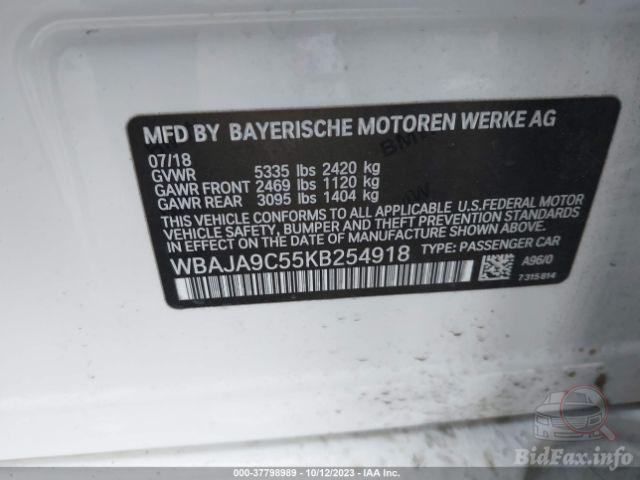 MFD BY BAYERISCHE MOTOREN WERKE AG
07/18
GVWR 5335 lbs 2420 kg
GAWR FRONT 2469 lbs 1120 kg
GAWR REAR 3095 lbs 1404 kg
THIS VEHICLE CONFORMS TO ALL APPLICABLE U.S.FEDERAL MOTOR
VEHICLE SAFETY, BUMPER, AND THEFT PREVENTION STANDARDS
IN EFFECT ON THE DATE OF MANUFACTURE SHOWN ABOVE.
WBAJA9C55KB254918 TYPE: PASSENGER CAR
A96/0
7315814
000-37798989 - 10/12/2023 - IAA Inc.
BidFax.info